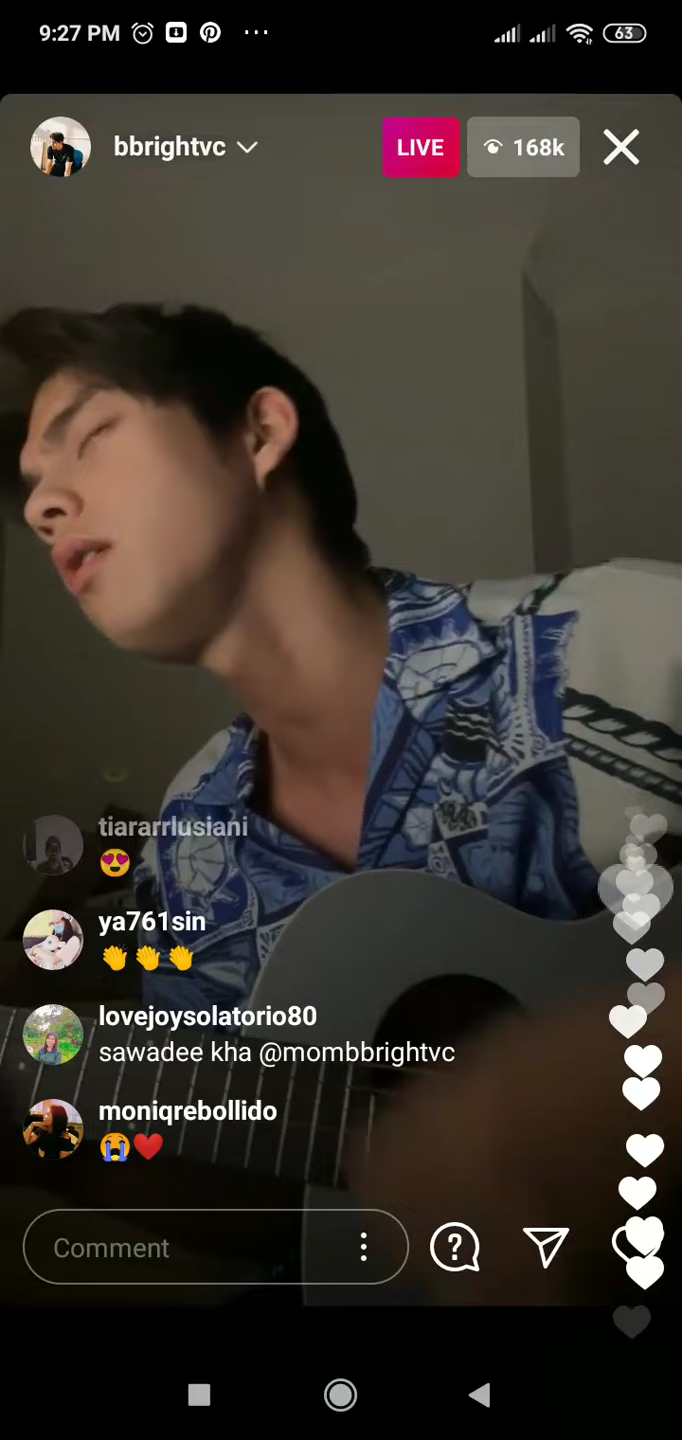 9:27 PM
63
bbrightvc
LIVE
168k
tiararrlusiani
😍
ya761sin
👏👏👏
lovejoysolatorio80
sawadee kha @mombbrightvc
moniqrebollido
😭❤️
Comment